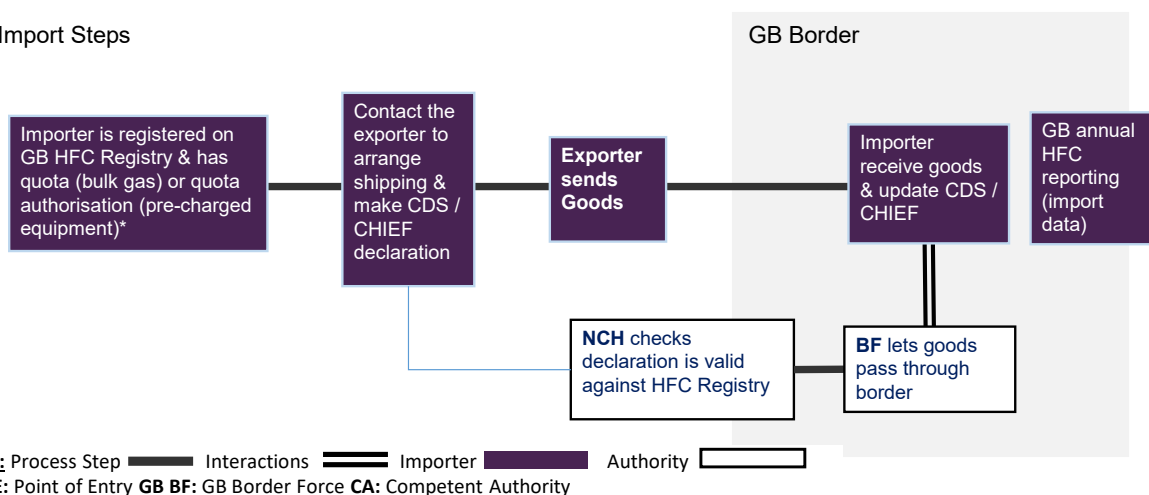 Import Steps
GB Border
Importer is registered on
GB HFC Registry & has
quota (bulk gas) or quota
authorisation (pre-charged
equipment)*
Contact the
exporter to
arrange
shipping &
make CDS /
CHIEF
declaration
Exporter
sends
Goods
Importer
receive goods
& update CDS /
CHIEF
GB annual
HFC
reporting
(import
data)
NCH checks
declaration is valid
against HFC Registry
BF lets goods
pass through
border
: Process Step Interactions Importer Authority
E: Point of Entry GB BF: GB Border Force CA: Competent Authority